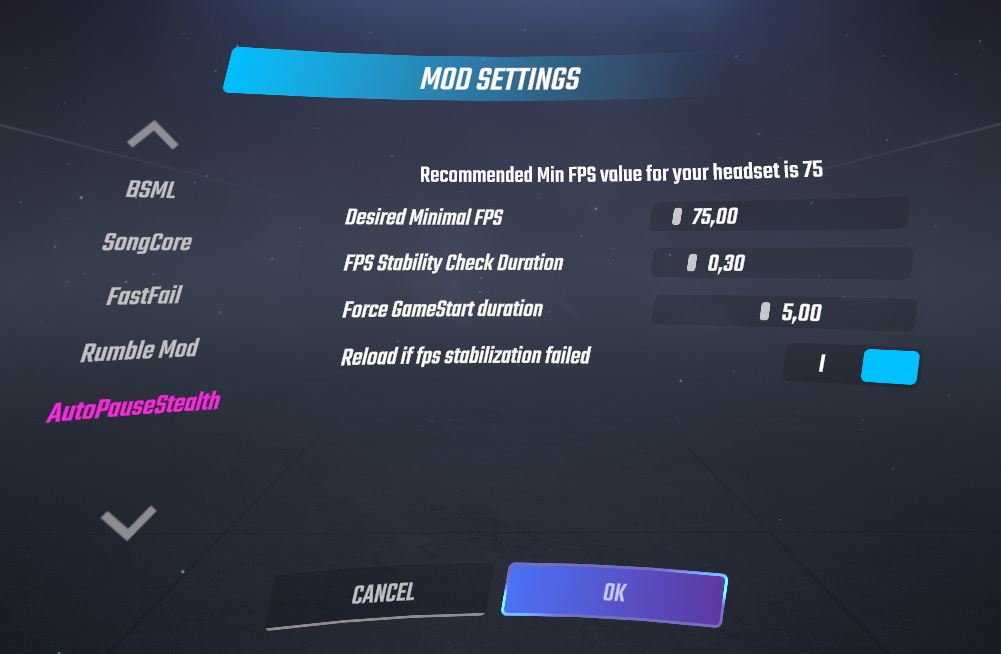 MOD SETTINGS
BSML
SongCore
FastFail
Rumble Mod
AutoPauseStealth
Recommended Min FPS value for your headset is 75
Desired Minimal FPS 75,00
FPS Stability Check Duration 0,30
Force GameStart duration 5,00
Reload if fps stabilization failed I
CANCEL
OK